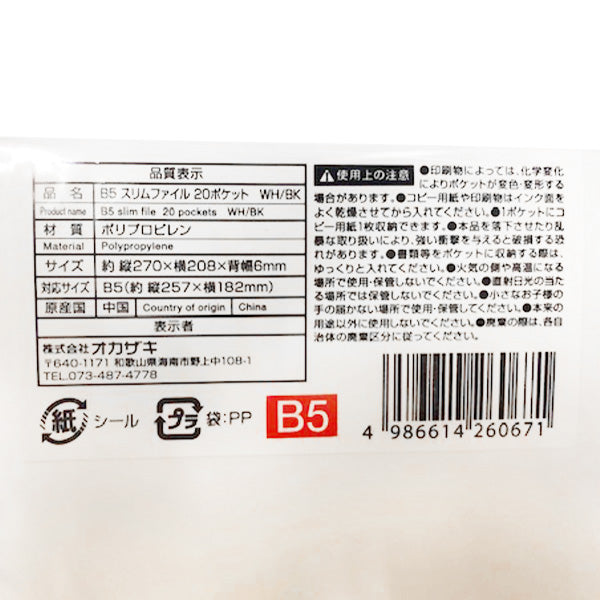 品質表示
品 名 B5 スリムファイル 20ポケット WH/BK
Product name B5 slim file 20 pockets WH/BK
材 質 ポリプロピレン
Material Polypropylene
サイズ 約 縦270×横208×背幅6mm
対応サイズ B5(約 縦257×横182mm)
原産国 中国 Country of origin China
表示者
株式会社 オカザキ
〒640-1171 和歌山県海南市野上中108-1
TEL.073-487-4778
使用上の注意 ●印刷物によっては、化学変化
によりポケットが変色・変形する
場合があります。●コピー用紙や印刷物はインク面を
よく乾燥させてから入れてください。●1ポケットにコ
ピー用紙1枚収納できます。●本品を落下させたり乱
暴な取り扱いにより、強い衝撃を与えると破損する恐
れがあります。●書類等をポケットに収納する際は、
ゆっくりと入れてください。●火気の側や高温になる
場所で使用・保管しないでください。●直射日光の当た
る場所では保管しないでください。●小さなお子様の
手の届かない場所で使用・保管してください。●本来の
用途以外に使用しないでください。●廃棄の際は、各自
治体の廃棄区分に従ってください。
紙 シール プラ 袋:PP B5
4 986614 260671